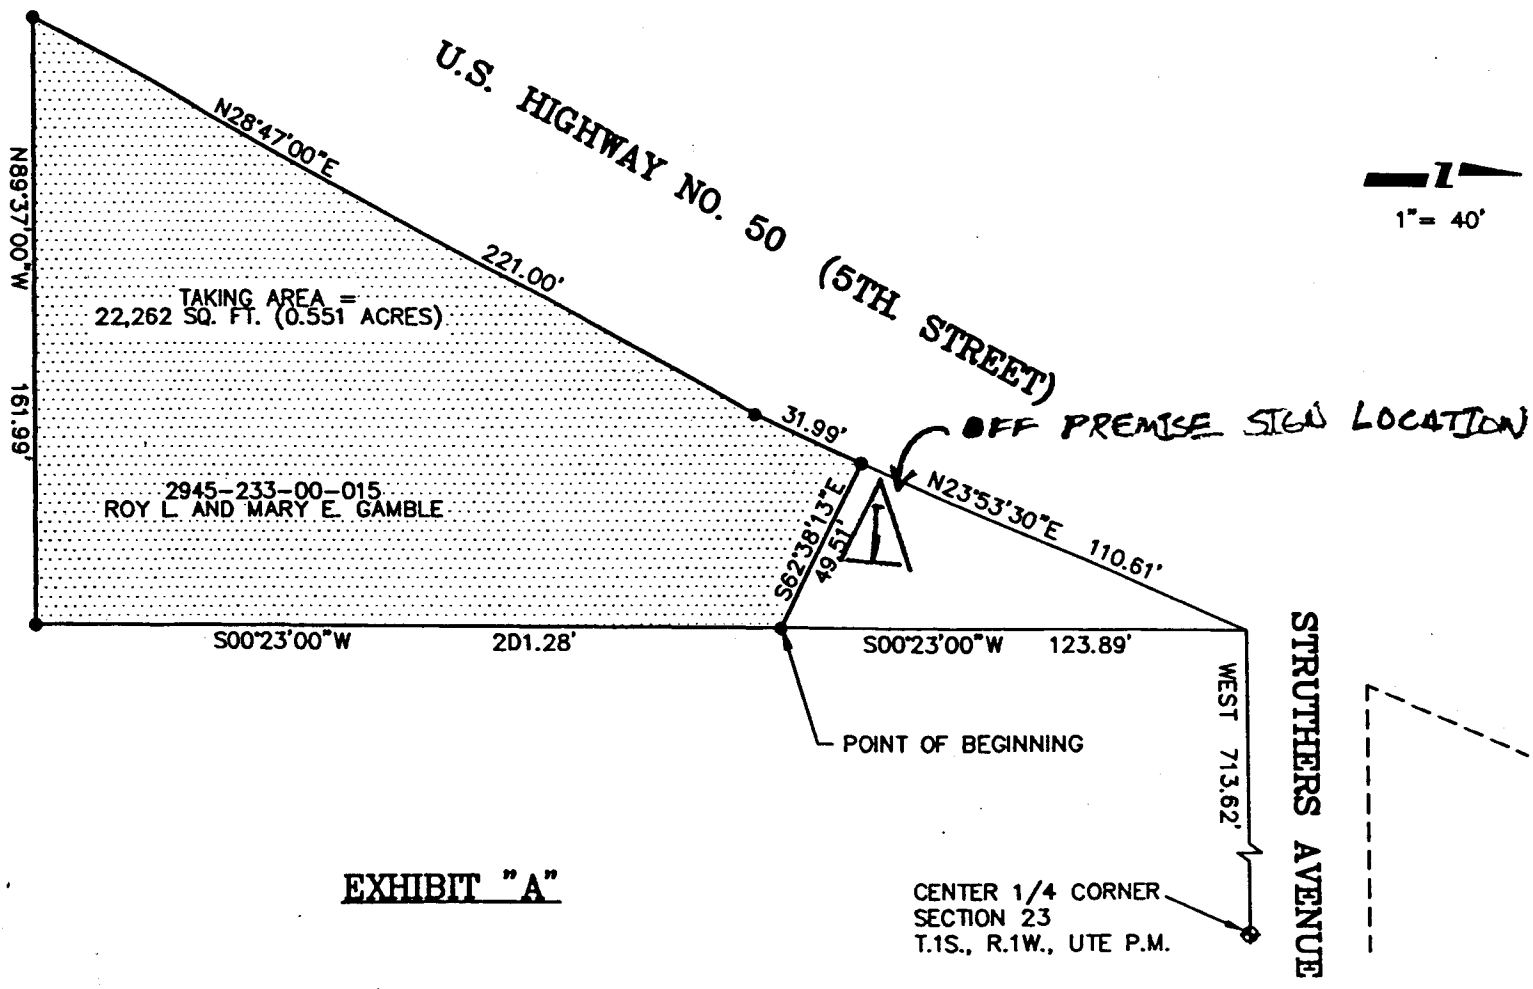 U.S. HIGHWAY NO. 50 (5TH. STREET)
N28°47'00"E
221.00'
N89°37'00"W
161.99'
TAKING AREA =
22,262 SQ. FT. (0.551 ACRES)
2945-233-00-015
ROY L. AND MARY E. GAMBLE
31.99'
OFF PREMISE SIGN LOCATION
N23°53'30"E
110.61'
S62°38'13"E
49.51'
Z
1"= 40'
S00°23'00"W
201.28'
S00°23'00"W
123.89'
POINT OF BEGINNING
WEST 713.62'
STRUTHERS AVENUE
EXHIBIT "A"
CENTER 1/4 CORNER
SECTION 23
T.1S., R.1W., UTE P.M.